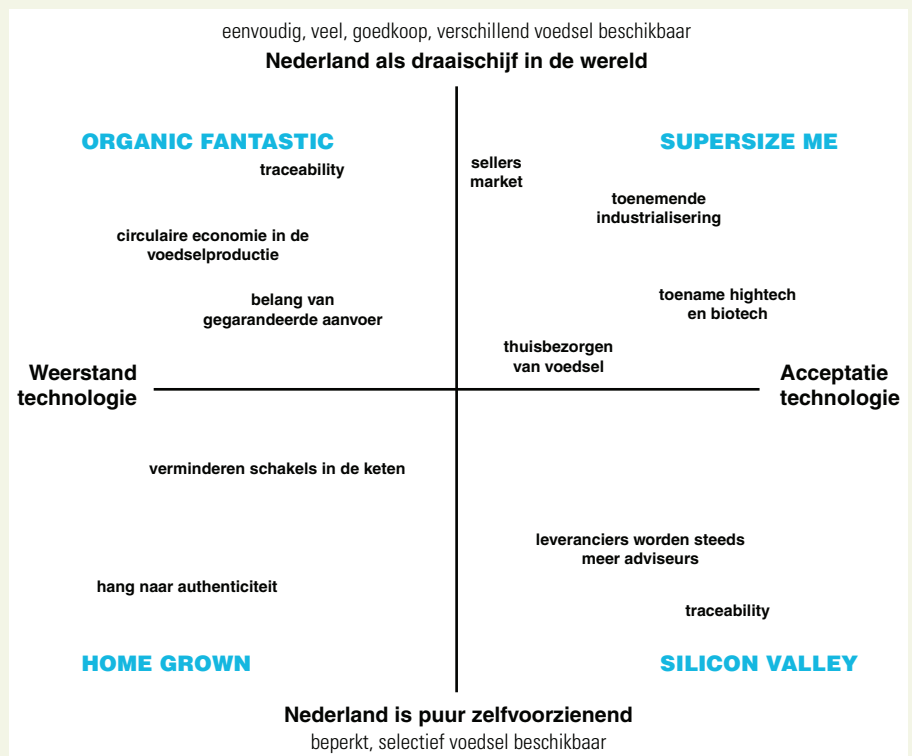 eenvoudig, veel, goedkoop, verschillend voedsel beschikbaar
Nederland als draaischijf in de wereld
ORGANIC FANTASTIC
SUPERSIZE ME
traceability
sellers
market
toenemende
industrialisering
circulaire economie in de
voedselproductie
belang van
gegarandeerde aanvoer
toename hightech
en biotech
thuisbezorgen
van voedsel
Weerstand
technologie
Acceptatie
technologie
verminderen schakels in de keten
leveranciers worden steeds
meer adviseurs
hang naar authenticiteit
traceability
HOME GROWN
SILICON VALLEY
Nederland is puur zelfvoorzienend
beperkt, selectief voedsel beschikbaar